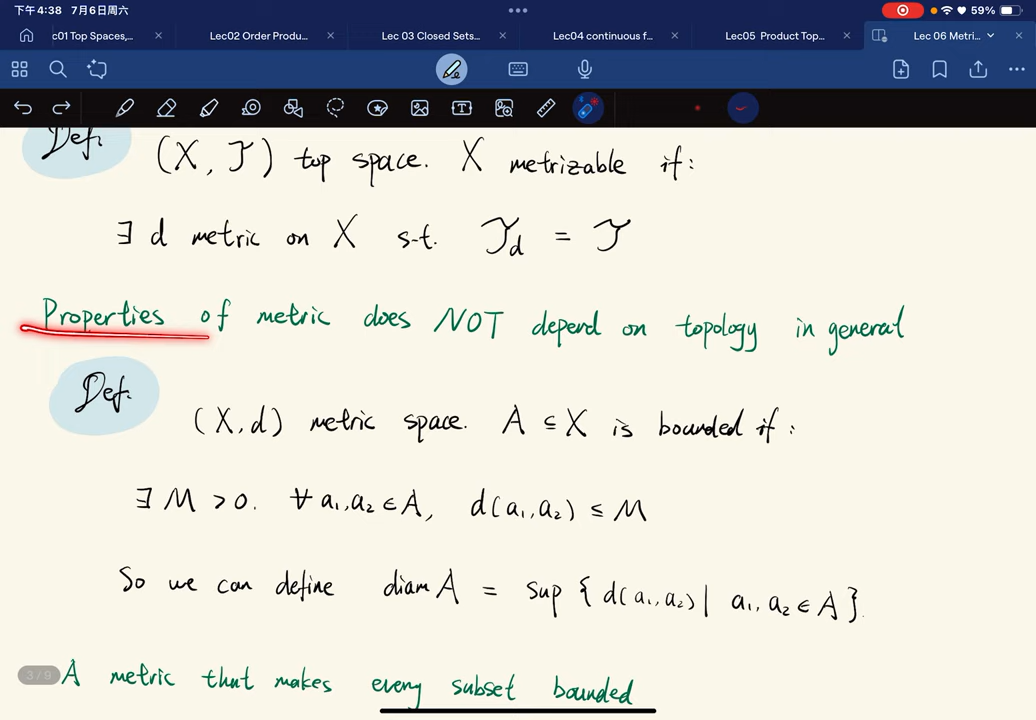 下午4:38 7月6日周六
59%
c01 Top Spaces,...
Lec02 Order Produ...
Lec 03 Closed Sets...
Lec04 continuous f...
Lec05 Product Top...
Lec 06 Metri...
Def:
(X, 𝒯) top space. X metrizable if:
∃ d metric on X s.t. 𝒯_d = 𝒯
Properties of metric does NOT depend on topology in general
Def:
(X,d) metric space. A ⊆ X is bounded if:
∃ M > 0. ∀ a₁,a₂ ∈ A, d(a₁,a₂) ≤ M
So we can define diam A = sup { d(a₁,a₂) | a₁,a₂ ∈ A }.
3/9
A metric that makes every subset bounded